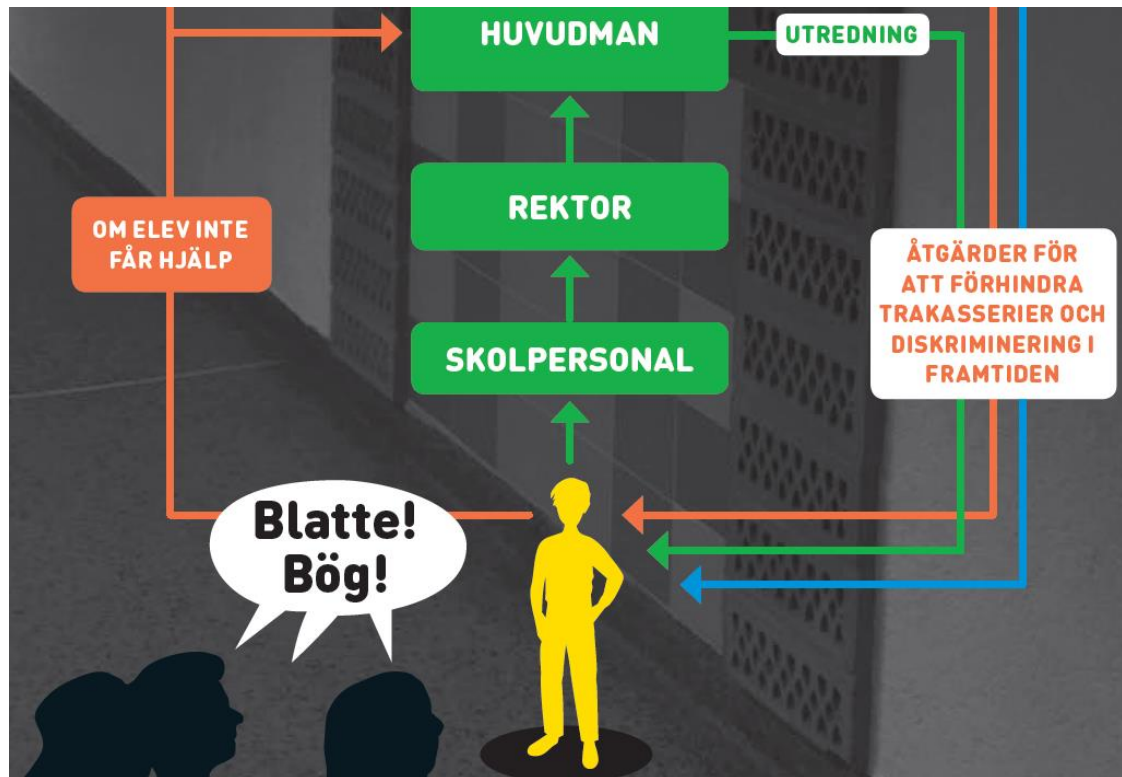 HUVUDMAN
UTREDNING
REKTOR
OM ELEV INTE
FÅR HJÄLP
ÅTGÄRDER FÖR
ATT FÖRHINDRA
TRAKASSERIER OCH
DISKRIMINERING I
FRAMTIDEN
SKOLPERSONAL
Blatte!
Bög!